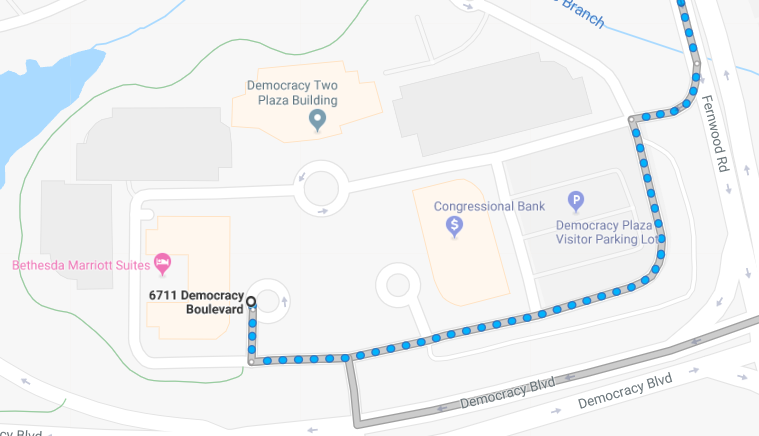 Branch
Democracy Two
Plaza Building
Fernwood Rd
P
Congressional Bank
$
Democracy Plaza
Visitor Parking Lot
Bethesda Marriott Suites
6711 Democracy
Boulevard
Democracy Blvd
Democracy Blvd
cy Blvd